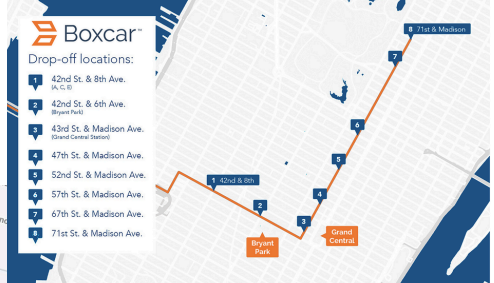 Boxcar™
Drop-off locations:
1 42nd St. & 8th Ave.
(A, C, E)
2 42nd St. & 6th Ave.
(Bryant Park)
3 43rd St. & Madison Ave.
(Grand Central Station)
4 47th St. & Madison Ave.
5 52nd St. & Madison Ave.
6 57th St. & Madison Ave.
7 67th St. & Madison Ave.
8 71st St. & Madison Ave.
8 71st & Madison
7
6
5
4
3
Grand
Central
2
Bryant
Park
1 42nd & 8th